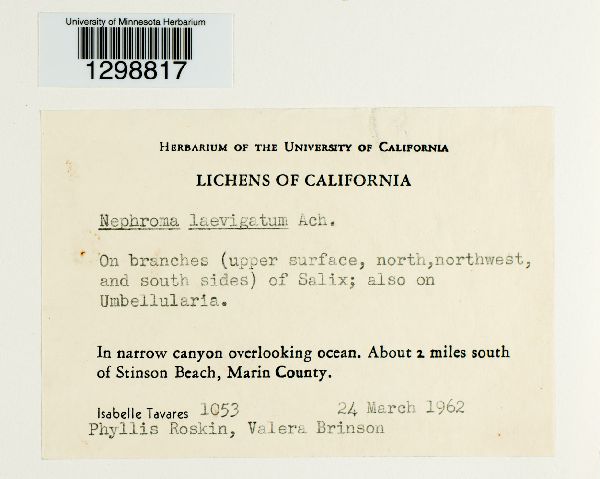 University of Minnesota Herbarium
1298817
HERBARIUM OF THE UNIVERSITY OF CALIFORNIA
LICHENS OF CALIFORNIA
Nephroma laevigatum Ach.
On branches (upper surface, north,northwest,
and south sides) of Salix; also on
Umbellularia.
In narrow canyon overlooking ocean. About 2 miles south
of Stinson Beach, Marin County.
Isabelle Tavares 1053 24 March 1962
Phyllis Roskin, Valera Brinson